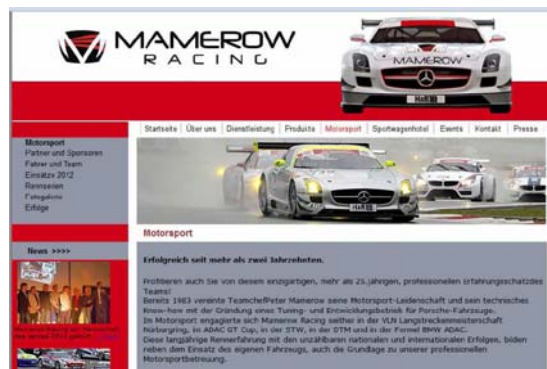 MAMEROW
RACING
MAMEROW
Startseite Über uns Dienstleistung Produkte Motorsport Sportwagenhotel Events Kontakt Presse
Motorsport
Partner und Sponsoren
Fahrer und Team
Einsätze 2012
Rennserien
Fotogalerie
Erfolge
News >>>>
Motorsport
Erfolgreich seit mehr als zwei Jahrzehnten.
Profitieren auch Sie von diesem einzigartigen, mehr als 25.jährigen, professionellen Erfahrungsschatzdes
Teams!
Bereits 1983 vereinte TeamchefPeter Mamerow seine Motorsport-Leidenschaft und sein technisches
Know-how mit der Gründung eines Tuning- und Entwicklungsbetrieb für Porsche-Fahrzeuge.
Im Motorsport engagierte sich Mamerow Racing seither in der VLN Langstreckenmeisterschaft
Nürburgring, im ADAC GT Cup, in der STW, in der DTM und in der Formel BMW ADAC.
Diese langjährige Rennerfahrung mit den unzählbaren nationalen und internationalen Erfolgen, biden
neben dem Einsatz des eigenen Fahrzeugs, auch die Grundlage zu unserer professionellen
Motorsportbetreuung.